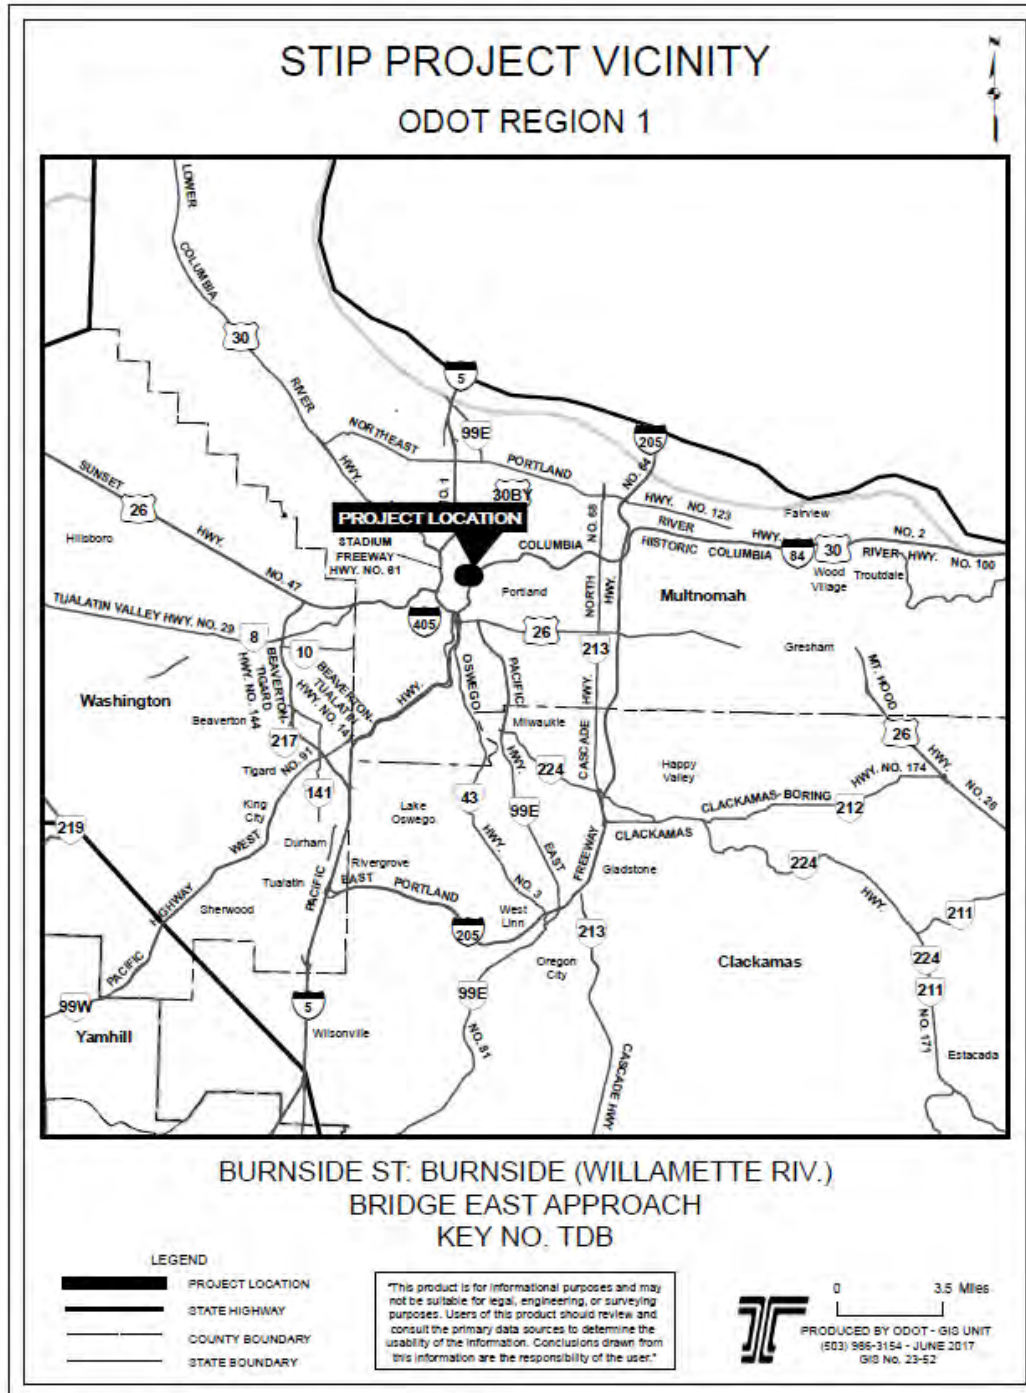 STIP PROJECT VICINITY
ODOT REGION 1
N
LOWER
COLUMBIA
30
RIVER
HWY.
5
99E
NORTHEAST
PORTLAND
205
NO. 64
NO. 1
30BY
NO. 68
HWY. NO. 123
Fairview
SUNSET
26
HWY.
NO. 47
Hillsboro
PROJECT LOCATION
STADIUM
FREEWAY
HWY. NO. 61
COLUMBIA
RIVER
HWY.
NO. 2
HISTORIC COLUMBIA
84
30
RIVER HWY. NO. 100
Wood
Village
Troutdale
Portland
NORTH
HWY.
Multnomah
TUALATIN VALLEY HWY. NO. 29
8
10
405
26
213
Gresham
BEAVERTON-
TIGARD
HWY. NO. 144
BEAVERTON-
TUALATIN
HWY. NO. 141
HWY.
OSWEGO
PACIFIC
MT. HOOD
Washington
Beaverton
217
Tigard
NO. 91
Milwaukie
HWY.
CASCADE
HWY.
26
HWY.
NO. 26
Happy
Valley
HWY. NO. 174
224
141
43
99E
King
City
Lake
Oswego
CLACKAMAS-BORING
212
219
WEST
Durham
HWY.
EAST
FREEWAY
CLACKAMAS
Rivergrove
Gladstone
224
Tualatin
PACIFIC
EAST
PORTLAND
NO. 3
HWY.
HIGHWAY
Sherwood
West
Linn
205
213
211
Oregon
City
Clackamas
224
PACIFIC
99W
5
99E
211
Yamhill
Wilsonville
NO. 81
CASCADE HWY
NO. 171
Estacada
BURNSIDE ST: BURNSIDE (WILLAMETTE RIV.)
BRIDGE EAST APPROACH
KEY NO. TDB
LEGEND
PROJECT LOCATION
STATE HIGHWAY
COUNTY BOUNDARY
STATE BOUNDARY
"This product is for informational purposes and may
not be suitable for legal, engineering, or surveying
purposes. Users of this product should review and
consult the primary data sources to determine the
usability of the information. Conclusions drawn from
this information are the responsibility of the user."
0 3.5 Miles
PRODUCED BY ODOT - GIS UNIT
(503) 986-3154 - JUNE 2017
GIS No. 23-52